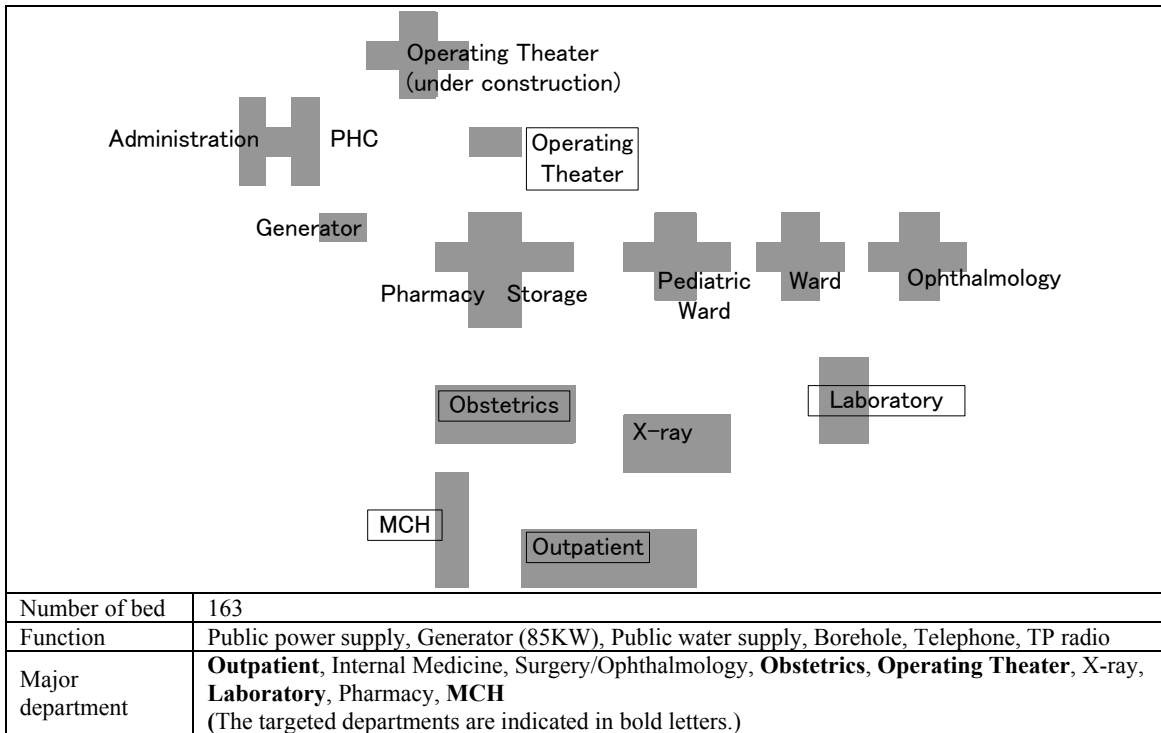 Operating Theater
(under construction)
Administration
PHC
Operating
Theater
Generator
Pharmacy
Storage
Pediatric
Ward
Ward
Ophthalmology
Obstetrics
X-ray
Laboratory
MCH
Outpatient
Number of bed 163
Function Public power supply, Generator (85KW), Public water supply, Borehole, Telephone, TP radio
Major
department
Outpatient, Internal Medicine, Surgery/Ophthalmology, Obstetrics, Operating Theater, X-ray,
Laboratory, Pharmacy, MCH
(The targeted departments are indicated in bold letters.)